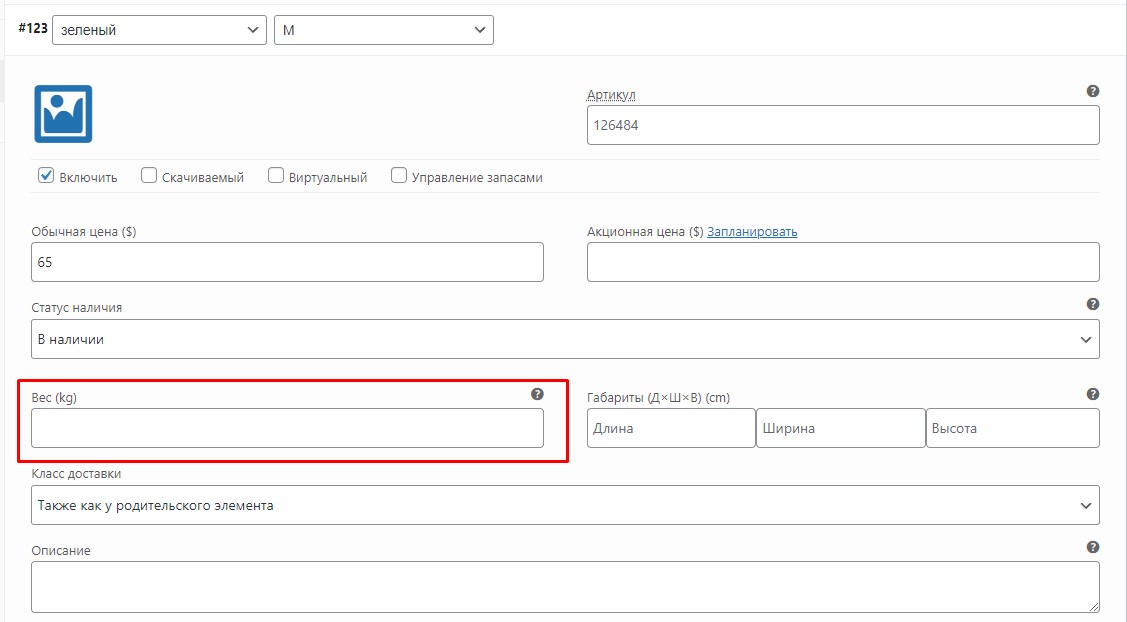 #123 зеленый M
Артикул ?
126484
Включить Скачиваемый Виртуальный Управление запасами
Обычная цена ($) Акционная цена ($) Запланировать
65
Статус наличия ?
В наличии
Вес (kg) ? Габариты (Д×Ш×В) (cm) ?
Длина Ширина Высота
Класс доставки
Также как у родительского элемента
Описание ?